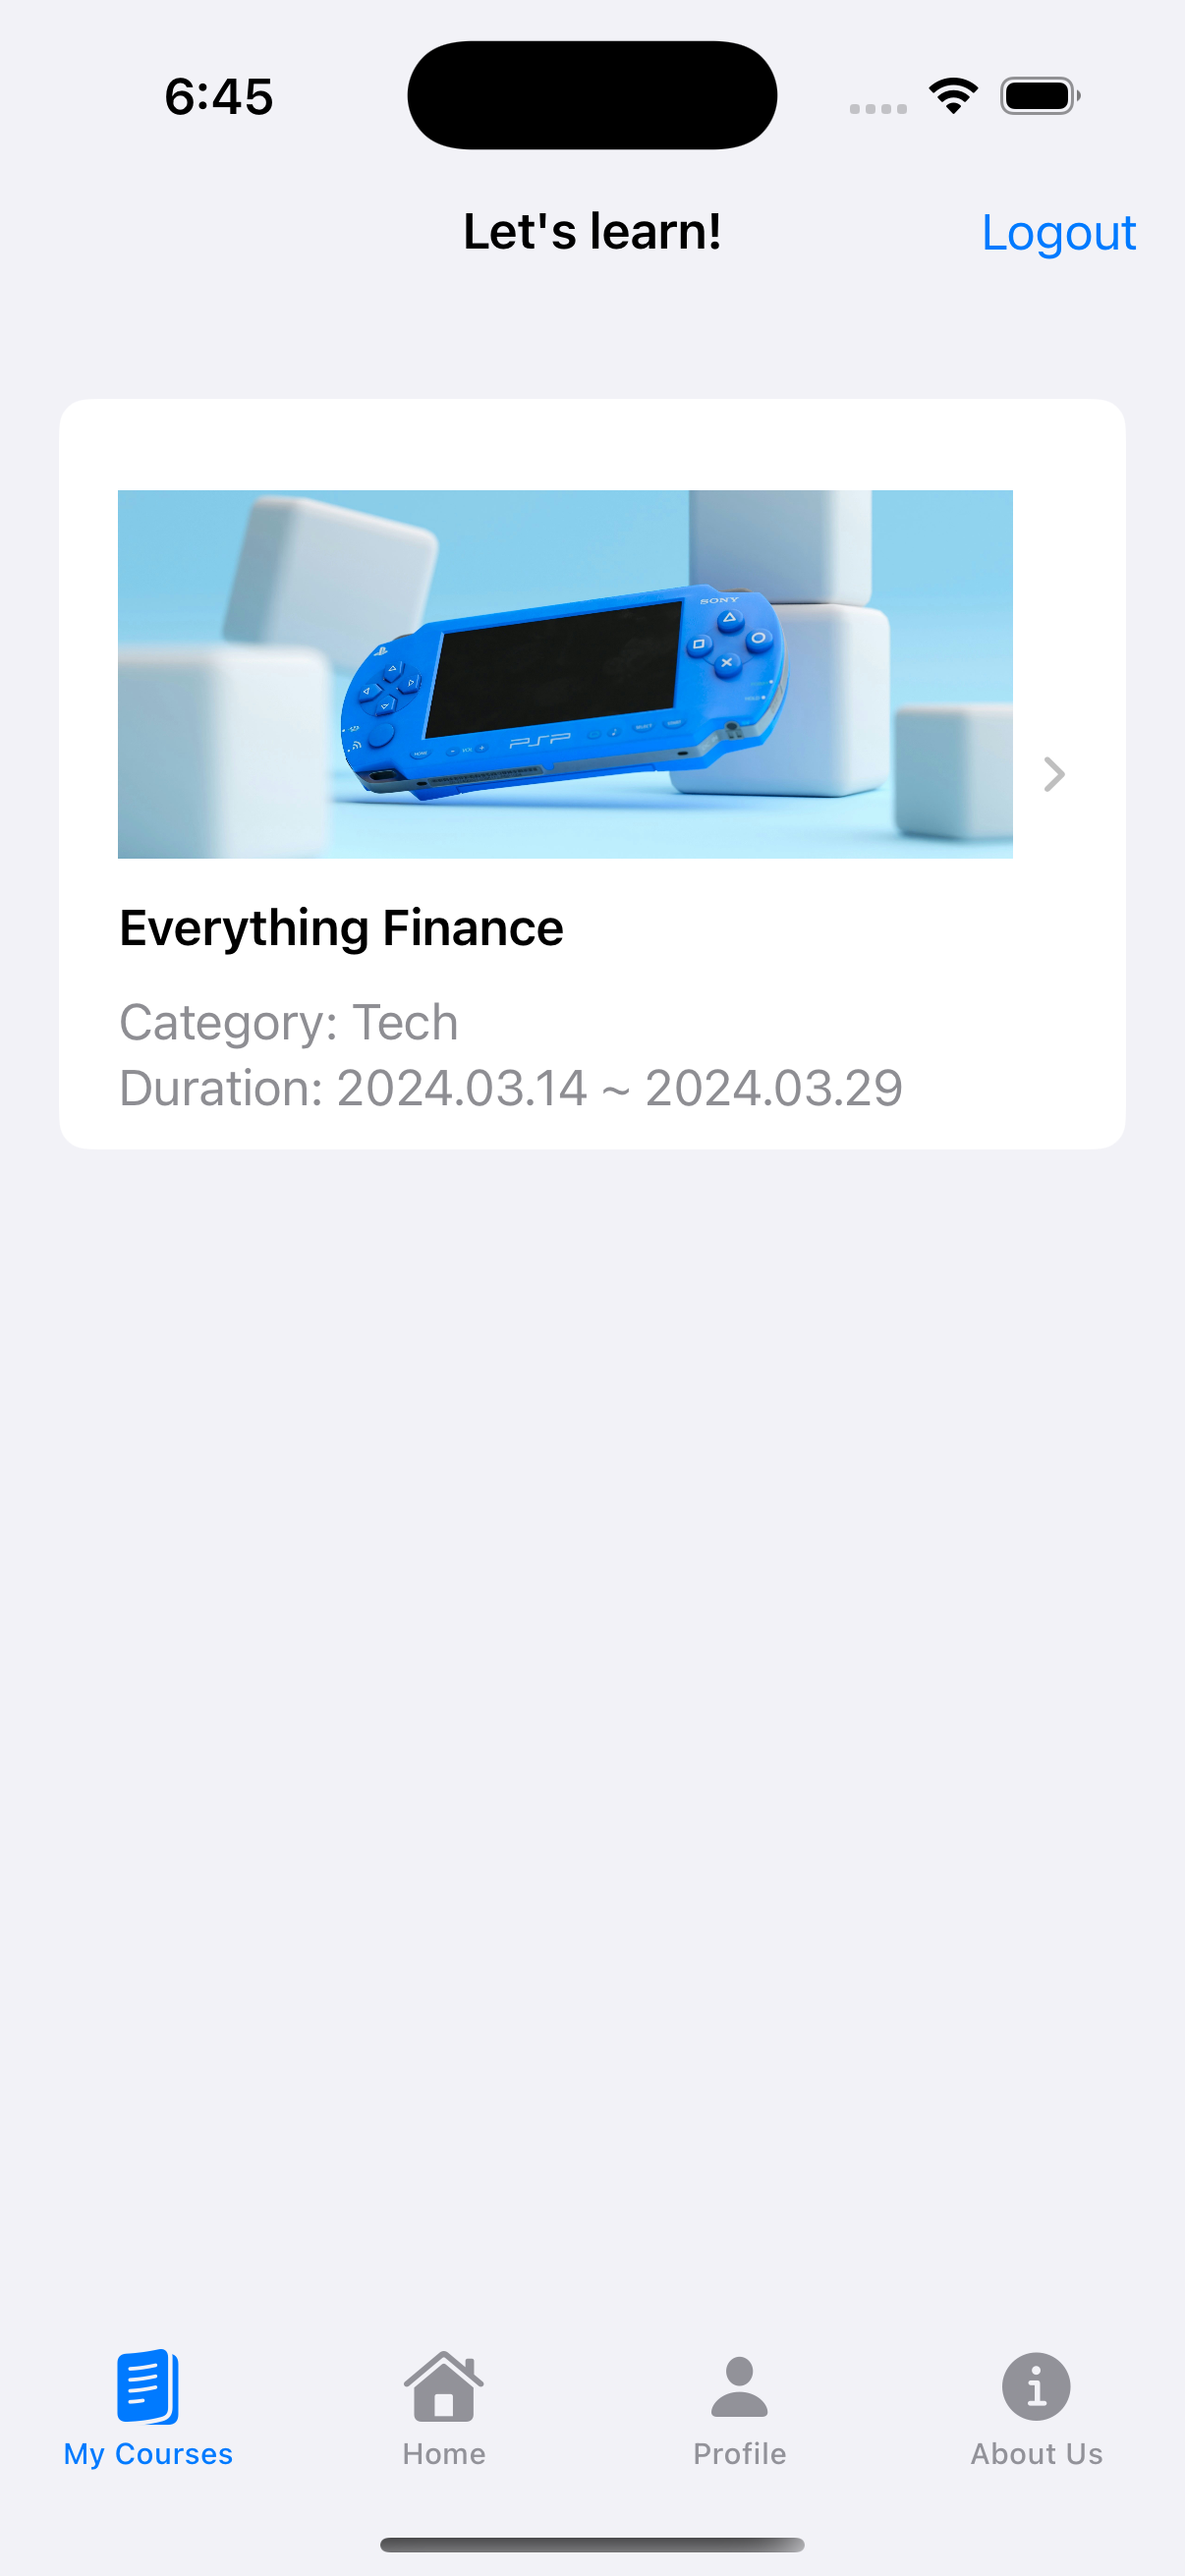 6:45
Let's learn!
Logout
SONY
PSP
Everything Finance
Category: Tech
Duration: 2024.03.14 ~ 2024.03.29
My Courses
Home
Profile
About Us